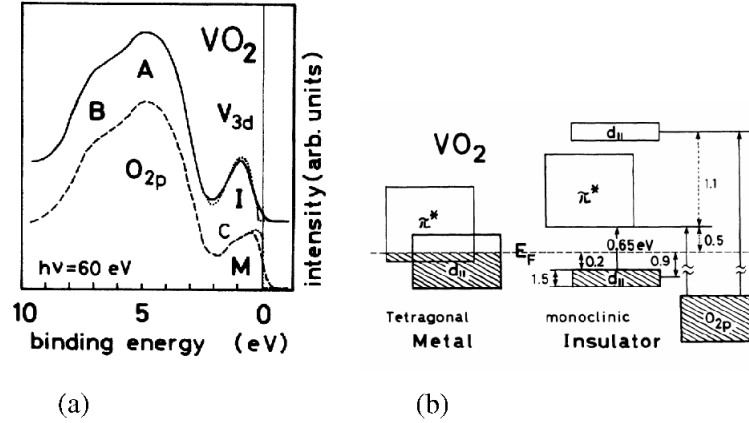 VO2
A
B
V3d
O2p
I
C
M
hν=60 eV
intensity (arb. units)
10 5 0
binding energy (eV)
(a)
VO2
π*
d||
EF
Tetragonal
Metal
d||
π*
1.1
0.65eV
0.5
0.2
0.9
1.5
d||
O2p
monoclinic
Insulator
(b)